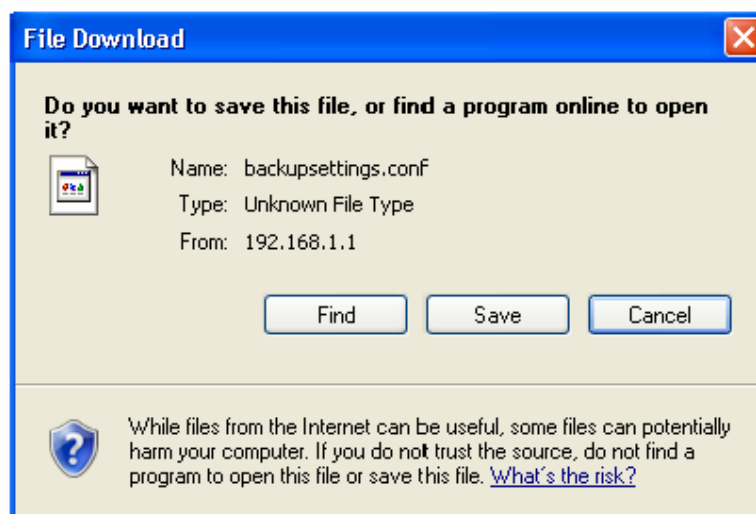 File Download
Do you want to save this file, or find a program online to open
it?
Name: backupsettings.conf
Type: Unknown File Type
From: 192.168.1.1
Find Save Cancel
While files from the Internet can be useful, some files can potentially
harm your computer. If you do not trust the source, do not find a
program to open this file or save this file. What's the risk?